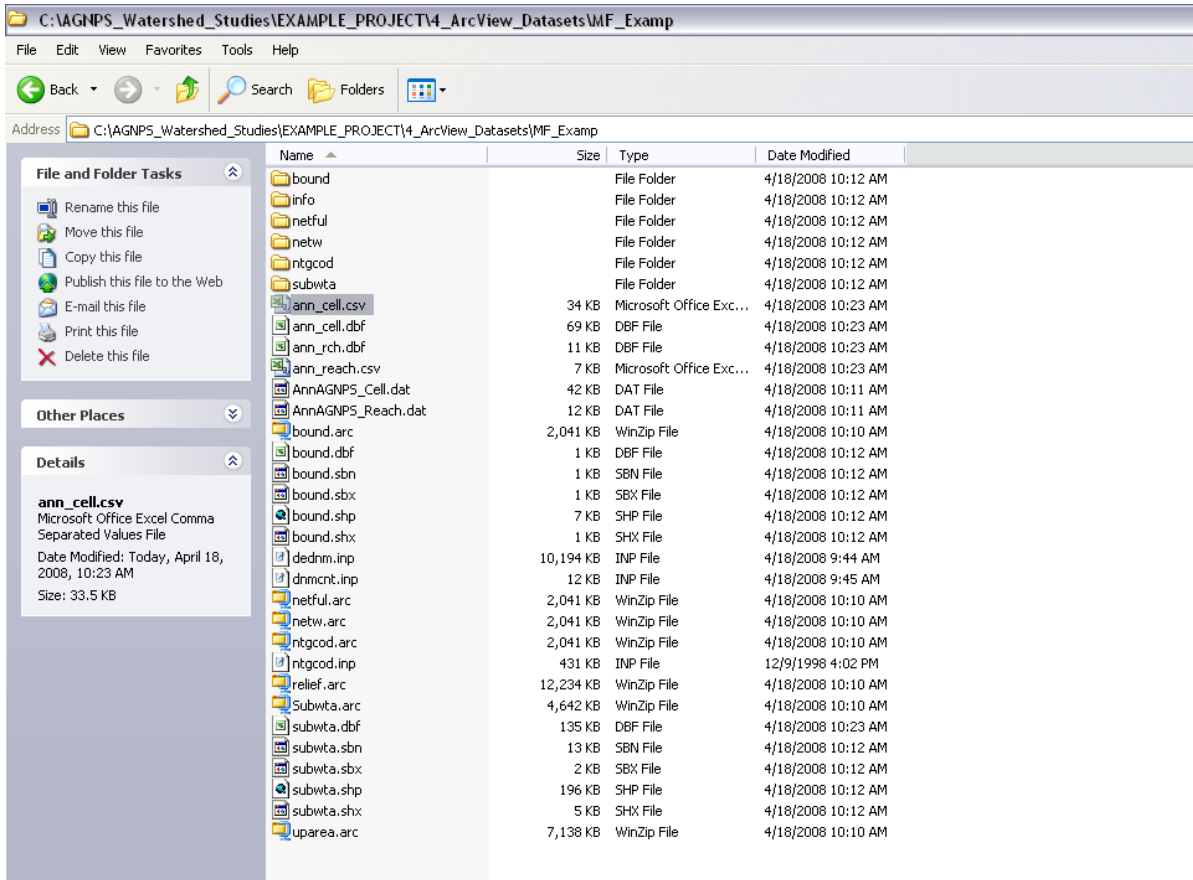 C:\AGNPS_Watershed_Studies\EXAMPLE_PROJECT\4_ArcView_Datasets\MF_Examp
File Edit View Favorites Tools Help
Back Search Folders
Address C:\AGNPS_Watershed_Studies\EXAMPLE_PROJECT\4_ArcView_Datasets\MF_Examp
File and Folder Tasks
Rename this file
Move this file
Copy this file
Publish this file to the Web
E-mail this file
Print this file
Delete this file
Other Places
Details
ann_cell.csv
Microsoft Office Excel Comma
Separated Values File
Date Modified: Today, April 18,
2008, 10:23 AM
Size: 33.5 KB
Name Size Type Date Modified
bound File Folder 4/18/2008 10:12 AM
info File Folder 4/18/2008 10:12 AM
netful File Folder 4/18/2008 10:12 AM
netw File Folder 4/18/2008 10:12 AM
ntgcod File Folder 4/18/2008 10:12 AM
subwta File Folder 4/18/2008 10:12 AM
ann_cell.csv 34 KB Microsoft Office Exc... 4/18/2008 10:23 AM
ann_cell.dbf 69 KB DBF File 4/18/2008 10:23 AM
ann_rch.dbf 11 KB DBF File 4/18/2008 10:23 AM
ann_reach.csv 7 KB Microsoft Office Exc... 4/18/2008 10:23 AM
AnnAGNPS_Cell.dat 42 KB DAT File 4/18/2008 10:11 AM
AnnAGNPS_Reach.dat 12 KB DAT File 4/18/2008 10:11 AM
bound.arc 2,041 KB WinZip File 4/18/2008 10:10 AM
bound.dbf 1 KB DBF File 4/18/2008 10:12 AM
bound.sbn 1 KB SBN File 4/18/2008 10:12 AM
bound.sbx 1 KB SBX File 4/18/2008 10:12 AM
bound.shp 7 KB SHP File 4/18/2008 10:12 AM
bound.shx 1 KB SHX File 4/18/2008 10:12 AM
dednm.inp 10,194 KB INP File 4/18/2008 9:44 AM
dnmcnt.inp 12 KB INP File 4/18/2008 9:45 AM
netful.arc 2,041 KB WinZip File 4/18/2008 10:10 AM
netw.arc 2,041 KB WinZip File 4/18/2008 10:10 AM
ntgcod.arc 2,041 KB WinZip File 4/18/2008 10:10 AM
ntgcod.inp 431 KB INP File 12/9/1998 4:02 PM
relief.arc 12,234 KB WinZip File 4/18/2008 10:10 AM
Subwta.arc 4,642 KB WinZip File 4/18/2008 10:10 AM
subwta.dbf 135 KB DBF File 4/18/2008 10:23 AM
subwta.sbn 13 KB SBN File 4/18/2008 10:12 AM
subwta.sbx 2 KB SBX File 4/18/2008 10:12 AM
subwta.shp 196 KB SHP File 4/18/2008 10:12 AM
subwta.shx 5 KB SHX File 4/18/2008 10:12 AM
uparea.arc 7,138 KB WinZip File 4/18/2008 10:10 AM